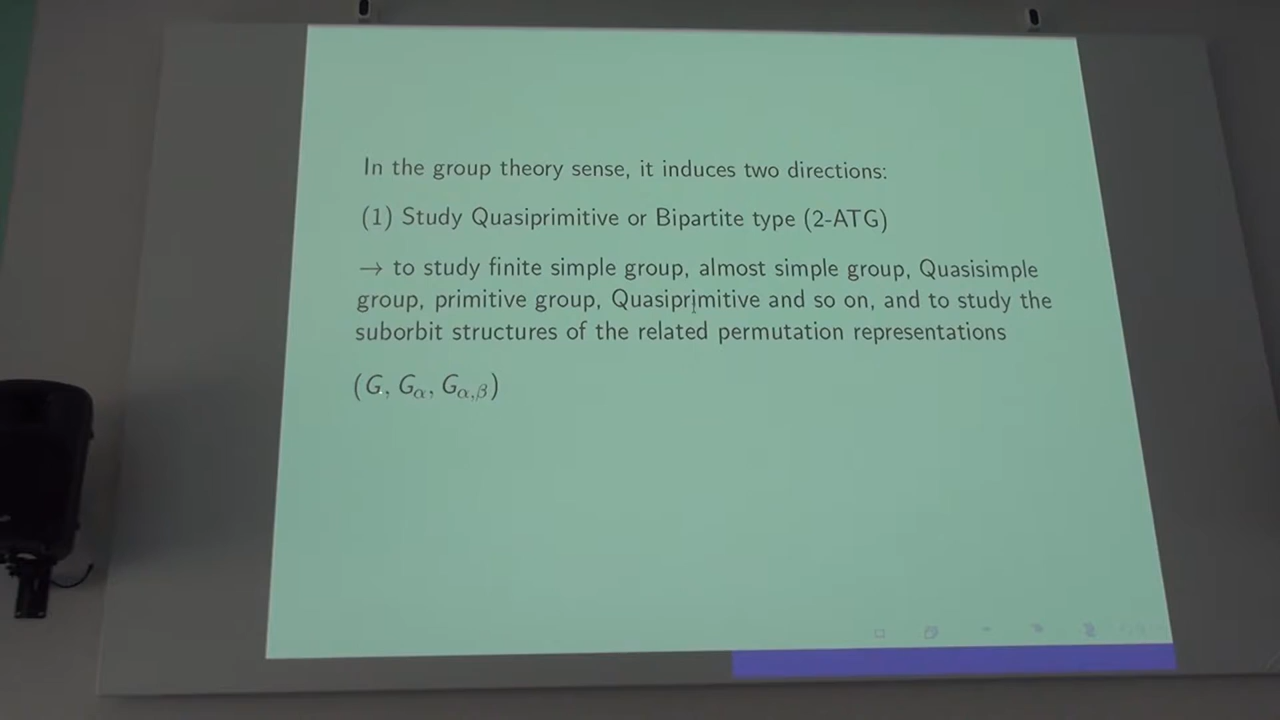 In the group theory sense, it induces two directions:
(1) Study Quasiprimitive or Bipartite type (2-ATG)
→ to study finite simple group, almost simple group, Quasisimple
group, primitive group, Quasiprimitive and so on, and to study the
suborbit structures of the related permutation representations
(G, Gα, Gα,β)